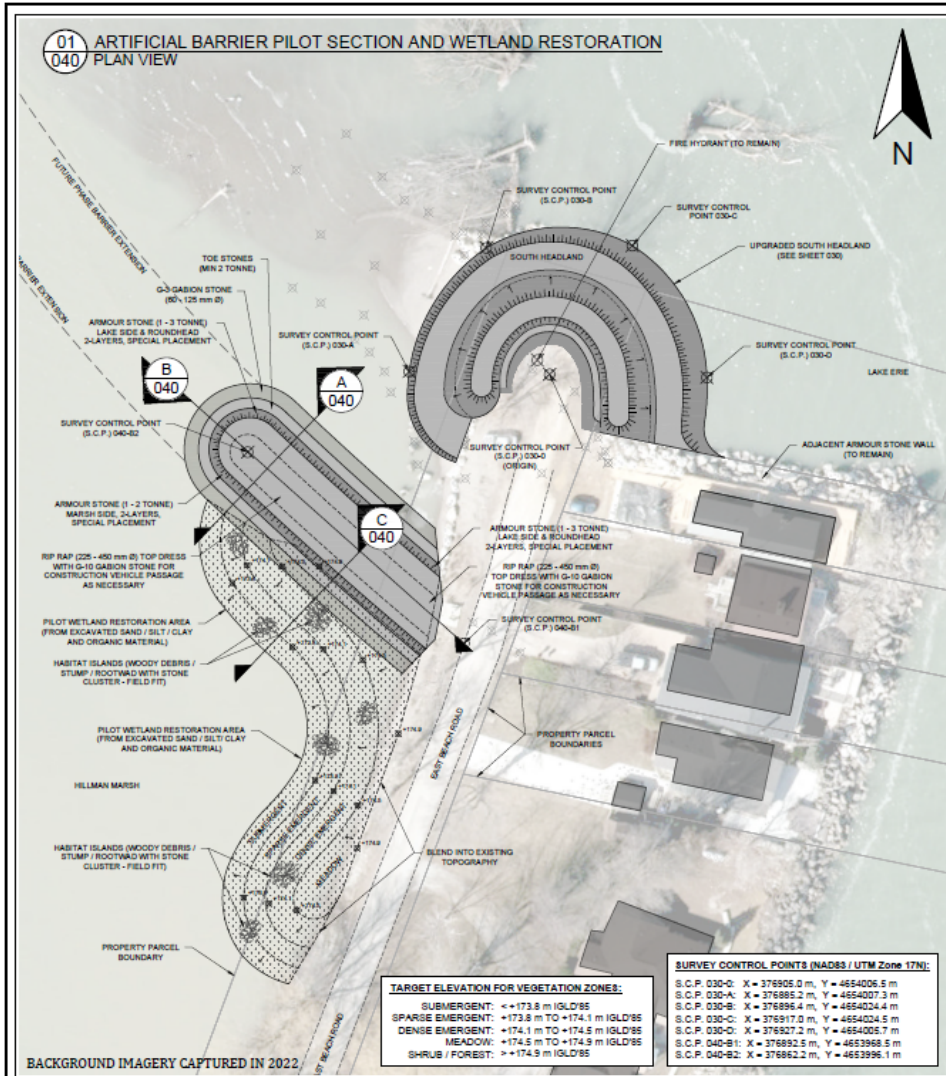 01
040
ARTIFICIAL BARRIER PILOT SECTION AND WETLAND RESTORATION
PLAN VIEW
N
FIRE HYDRANT (TO REMAIN)
SURVEY CONTROL POINT
(S.C.P.) 030-B
SURVEY CONTROL
POINT 030-C
FUTURE PHASE BARRIER EXTENSION
BARRIER EXTENSION
UPGRADED SOUTH HEADLAND
(SEE SHEET 030)
SOUTH HEADLAND
TOE STONES
(MIN 2 TONNE)
G-3 GABION STONE
(60 - 125 mm Ø)
ARMOUR STONE (1 - 3 TONNE)
LAKE SIDE & ROUNDHEAD
2-LAYERS, SPECIAL PLACEMENT
SURVEY CONTROL POINT
(S.C.P.) 030-A
SURVEY CONTROL POINT
(S.C.P.) 030-D
LAKE ERIE
B
040
A
040
SURVEY CONTROL POINT
(S.C.P.) 040-B2
SURVEY CONTROL POINT
(S.C.P.) 030-0
(ORIGIN)
ADJACENT ARMOUR STONE WALL
(TO REMAIN)
ARMOUR STONE (1 - 2 TONNE)
MARSH SIDE, 2-LAYERS,
SPECIAL PLACEMENT
C
040
ARMOUR STONE (1 - 3 TONNE)
LAKE SIDE & ROUNDHEAD
2-LAYERS, SPECIAL PLACEMENT
RIP RAP (225 - 450 mm Ø) TOP DRESS
WITH G-10 GABION STONE FOR
CONSTRUCTION VEHICLE PASSAGE
AS NECESSARY
RIP RAP (225 - 450 mm Ø)
TOP DRESS WITH G-10 GABION
STONE FOR CONSTRUCTION
VEHICLE PASSAGE AS NECESSARY
PILOT WETLAND RESTORATION AREA
(FROM EXCAVATED SAND / SILT / CLAY
AND ORGANIC MATERIAL)
SURVEY CONTROL POINT
(S.C.P.) 040-B1
HABITAT ISLANDS (WOODY DEBRIS /
STUMP / ROOTWAD WITH STONE
CLUSTER - FIELD FIT)
PILOT WETLAND RESTORATION AREA
(FROM EXCAVATED SAND / SILT/ CLAY
AND ORGANIC MATERIAL)
+174.9
EAST BEACH ROAD
PROPERTY PARCEL
BOUNDARIES
HILLMAN MARSH
SUBMERGENT
SPARSE EMERGENT
DENSE EMERGENT
MEADOW
+174.9
HABITAT ISLANDS (WOODY DEBRIS /
STUMP / ROOTWAD WITH STONE
CLUSTER - FIELD FIT)
BLEND INTO EXISTING
TOPOGRAPHY
PROPERTY PARCEL
BOUNDARY
EAST BEACH ROAD
TARGET ELEVATION FOR VEGETATION ZONES:
SUBMERGENT: < +173.8 m IGLD'85
SPARSE EMERGENT: +173.8 m TO +174.1 m IGLD'85
DENSE EMERGENT: +174.1 m TO +174.5 m IGLD'85
MEADOW: +174.5 m TO +174.9 m IGLD'85
SHRUB / FOREST: > +174.9 m IGLD'85
SURVEY CONTROL POINTS (NAD83 / UTM Zone 17N):
S.C.P. 030-0: X = 376905.0 m, Y = 4654006.5 m
S.C.P. 030-A: X = 376885.2 m, Y = 4654007.3 m
S.C.P. 030-B: X = 376896.4 m, Y = 4654024.4 m
S.C.P. 030-C: X = 376917.0 m, Y = 4654024.5 m
S.C.P. 030-D: X = 376927.2 m, Y = 4654005.7 m
S.C.P. 040-B1: X = 376892.5 m, Y = 4653968.5 m
S.C.P. 040-B2: X = 376862.2 m, Y = 4653996.1 m
BACKGROUND IMAGERY CAPTURED IN 2022